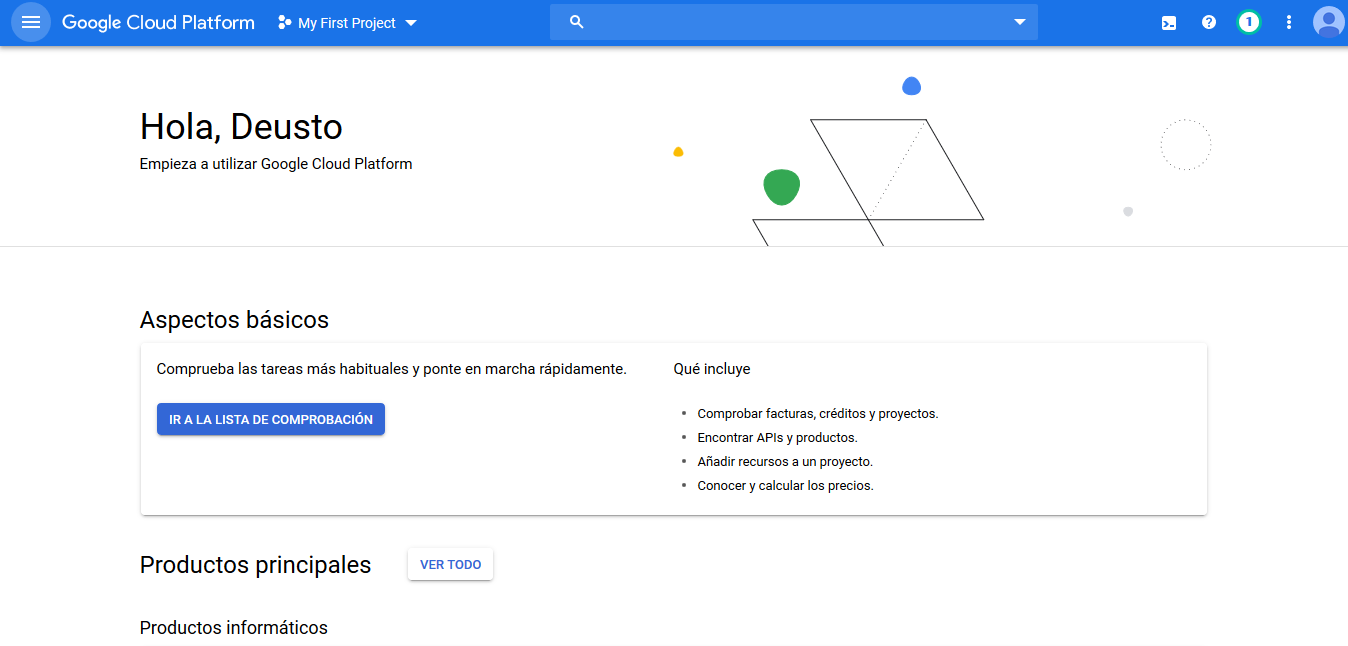 Google Cloud Platform
My First Project
1
Hola, Deusto
Empieza a utilizar Google Cloud Platform
Aspectos básicos
Comprueba las tareas más habituales y ponte en marcha rápidamente.
IR A LA LISTA DE COMPROBACIÓN
Qué incluye
Comprobar facturas, créditos y proyectos.
Encontrar APIs y productos.
Añadir recursos a un proyecto.
Conocer y calcular los precios.
Productos principales
VER TODO
Productos informáticos